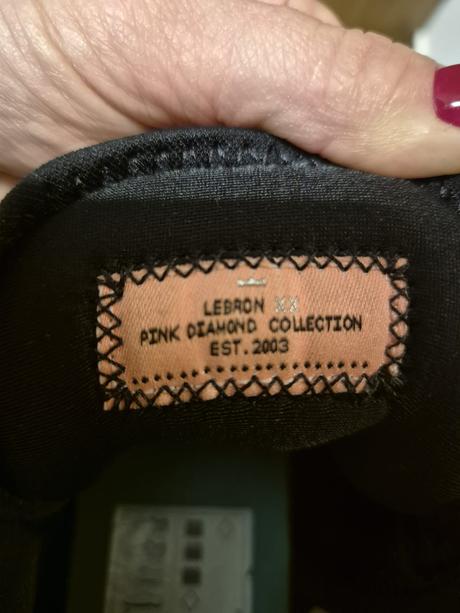 LEBRON XX
PINK DIAMOND COLLECTION
EST.2003